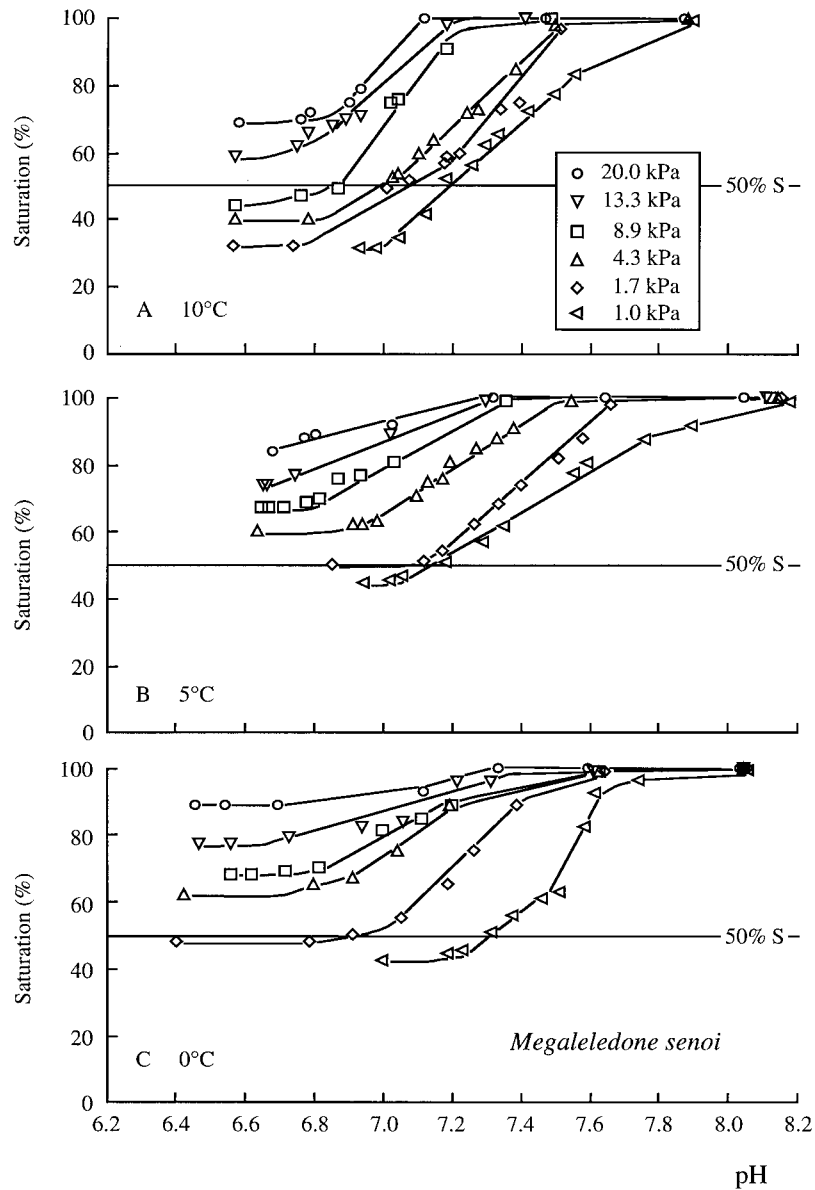 100
80
60
40
20
0
Saturation (%)
50% S
20.0 kPa
13.3 kPa
8.9 kPa
4.3 kPa
1.7 kPa
1.0 kPa
A 10°C
100
80
60
40
20
0
Saturation (%)
50% S
B 5°C
100
80
60
40
20
0
Saturation (%)
50% S
Megaleledone senoi
C 0°C
6.2 6.4 6.6 6.8 7.0 7.2 7.4 7.6 7.8 8.0 8.2
pH